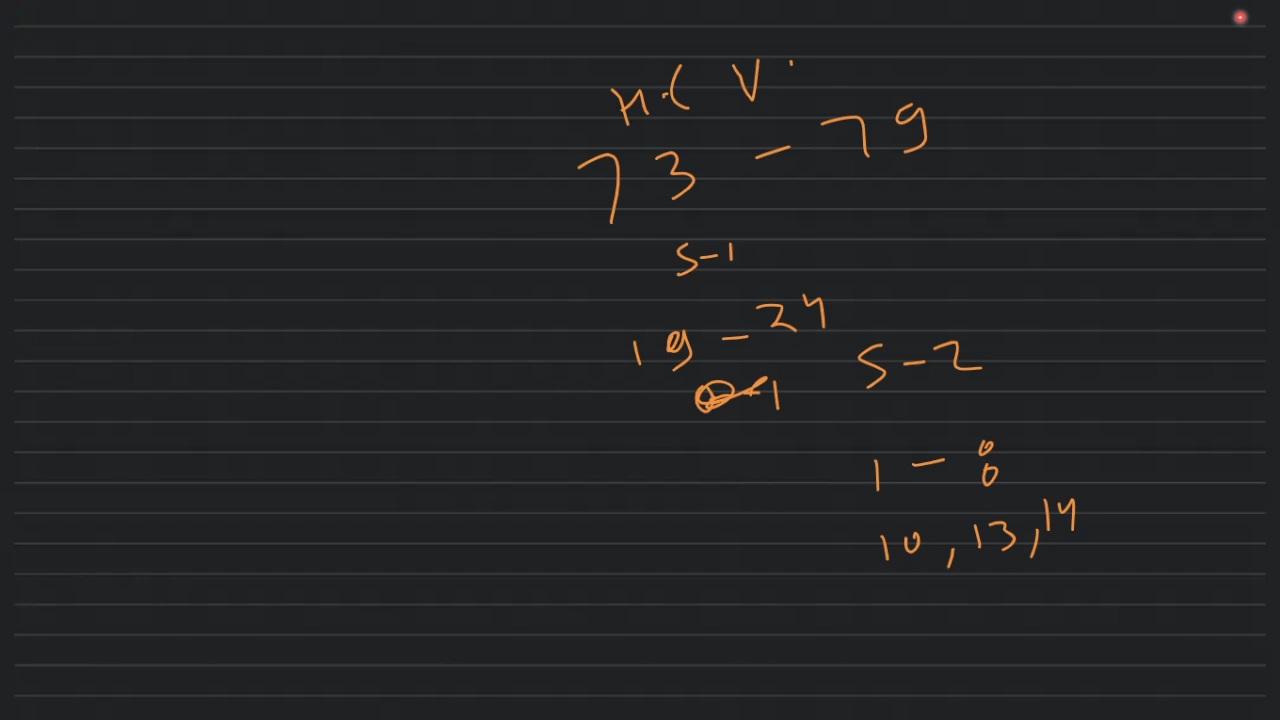 H.C V.
73 - 79
S-1
19 - 24
S - 2
1
1 - 8
10, 13, 14